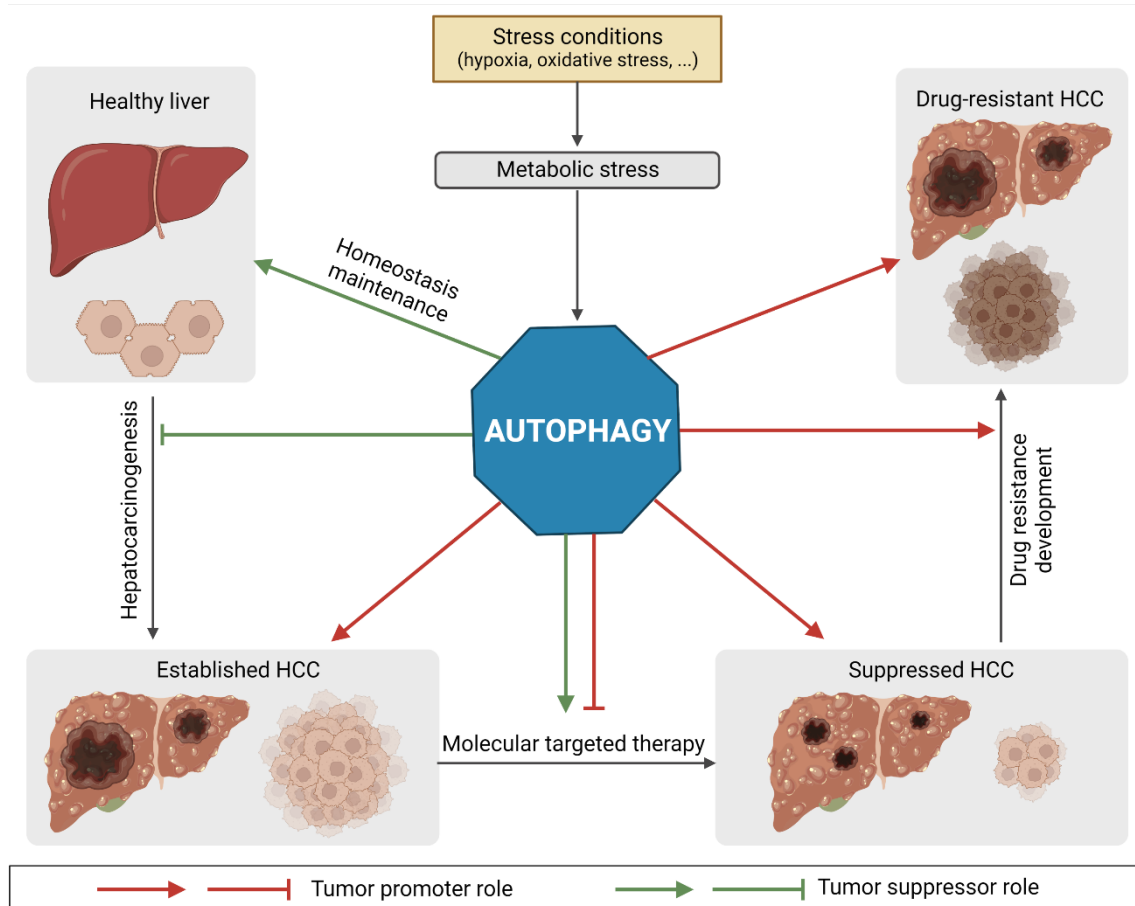 Stress conditions
(hypoxia, oxidative stress, ...)
Healthy liver
Drug-resistant HCC
Metabolic stress
Homeostasis
maintenance
AUTOPHAGY
Hepatocarcinogenesis
Drug resistance
development
Established HCC
Suppressed HCC
Molecular targeted therapy
Tumor promoter role
Tumor suppressor role